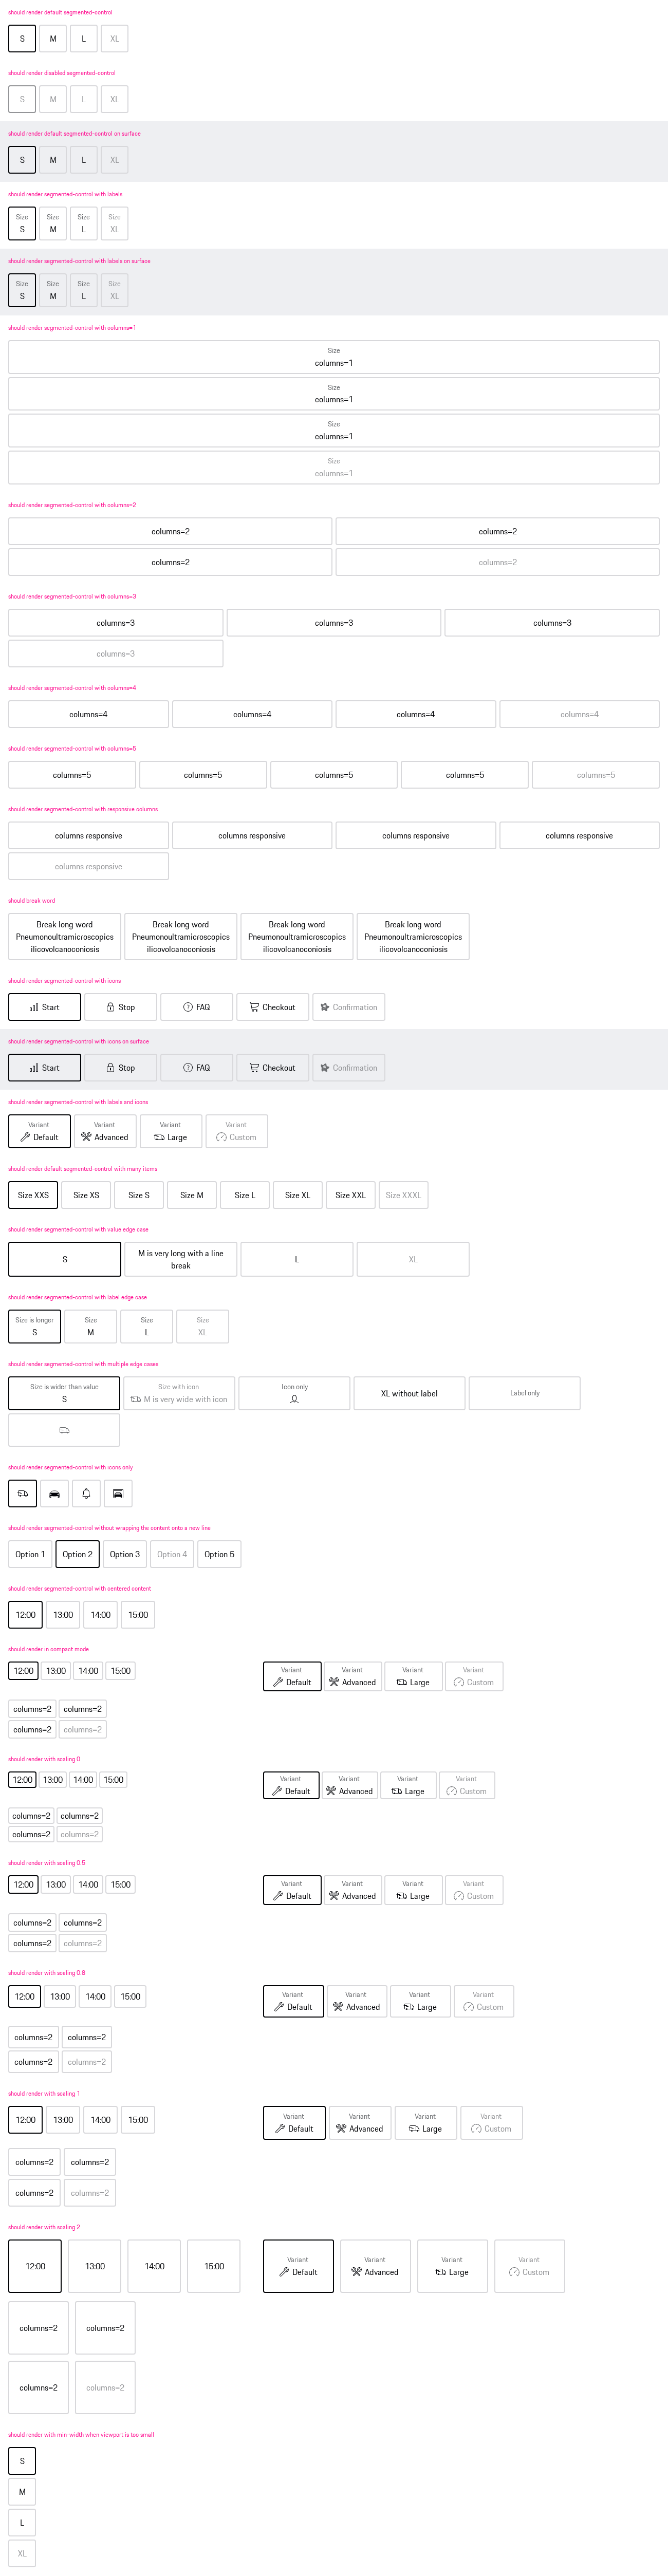 should render default segmented-control
S M L XL
should render disabled segmented-control
S M L XL
should render default segmented-control on surface
S M L XL
should render segmented-control with labels
Size Size Size Size
S M L XL
should render segmented-control with labels on surface
Size Size Size Size
S M L XL
should render segmented-control with columns=1
Size
columns=1
Size
columns=1
Size
columns=1
Size
columns=1
should render segmented-control with columns=2
columns=2 columns=2
columns=2 columns=2
should render segmented-control with columns=3
columns=3 columns=3 columns=3
columns=3
should render segmented-control with columns=4
columns=4 columns=4 columns=4 columns=4
should render segmented-control with columns=5
columns=5 columns=5 columns=5 columns=5 columns=5
should render segmented-control with responsive columns
columns responsive columns responsive columns responsive columns responsive
columns responsive
should break word
Break long word Break long word Break long word Break long word
Pneumonoultramicroscopics Pneumonoultramicroscopics Pneumonoultramicroscopics Pneumonoultramicroscopics
ilicovolcanoconiosis ilicovolcanoconiosis ilicovolcanoconiosis ilicovolcanoconiosis
should render segmented-control with icons
Start Stop FAQ Checkout Confirmation
should render segmented-control with icons on surface
Start Stop FAQ Checkout Confirmation
should render segmented-control with labels and icons
Variant Variant Variant Variant
Default Advanced Large Custom
should render default segmented-control with many items
Size XXS Size XS Size S Size M Size L Size XL Size XXL Size XXXL
should render segmented-control with value edge case
S M is very long with a line break L XL
should render segmented-control with label edge case
Size is longer Size Size Size
S M L XL
should render segmented-control with multiple edge cases
Size is wider than value Size with icon Icon only XL without label Label only
S M is very wide with icon
should render segmented-control with icons only
should render segmented-control without wrapping the content onto a new line
Option 1 Option 2 Option 3 Option 4 Option 5
should render segmented-control with centered content
12:00 13:00 14:00 15:00
should render in compact mode
12:00 13:00 14:00 15:00 Variant Variant Variant Variant
Default Advanced Large Custom
columns=2 columns=2
columns=2 columns=2
should render with scaling 0
12:00 13:00 14:00 15:00 Variant Variant Variant Variant
Default Advanced Large Custom
columns=2 columns=2
columns=2 columns=2
should render with scaling 0.5
12:00 13:00 14:00 15:00 Variant Variant Variant Variant
Default Advanced Large Custom
columns=2 columns=2
columns=2 columns=2
should render with scaling 0.8
12:00 13:00 14:00 15:00 Variant Variant Variant Variant
Default Advanced Large Custom
columns=2 columns=2
columns=2 columns=2
should render with scaling 1
12:00 13:00 14:00 15:00 Variant Variant Variant Variant
Default Advanced Large Custom
columns=2 columns=2
columns=2 columns=2
should render with scaling 2
12:00 13:00 14:00 15:00 Variant Variant Variant Variant
Default Advanced Large Custom
columns=2 columns=2
columns=2 columns=2
should render with min-width when viewport is too small
S
M
L
XL